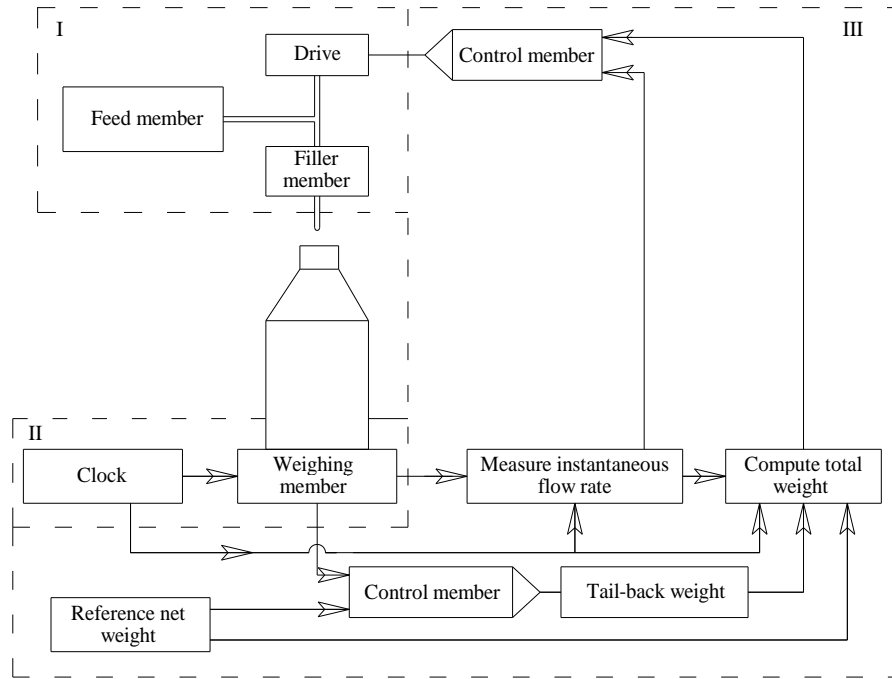 I
III
Drive
Control member
Feed member
Filler
member
II
Clock
Weighing
member
Measure instantaneous
flow rate
Compute total
weight
Control member
Tail-back weight
Reference net
weight